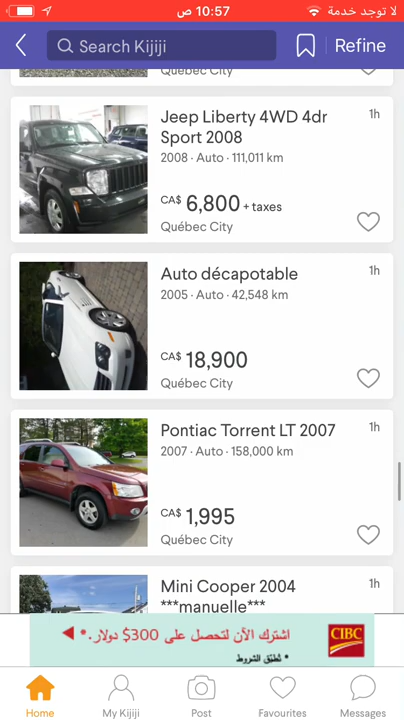 10:57 ص
لا توجد خدمة
Search Kijiji
Refine
Québec City
Jeep Liberty 4WD 4dr
Sport 2008
1h
2008 · Auto · 111,011 km
CA$ 6,800 + taxes
Québec City
Auto décapotable
1h
2005 · Auto · 42,548 km
CA$ 18,900
Québec City
Pontiac Torrent LT 2007
1h
2007 · Auto · 158,000 km
CA$ 1,995
Québec City
Mini Cooper 2004
***manuelle***
1h
اشترك الآن لتحصل على 300$ دولار.*
* تُطبّق الشروط
CIBC
Home
My Kijiji
Post
Favourites
Messages